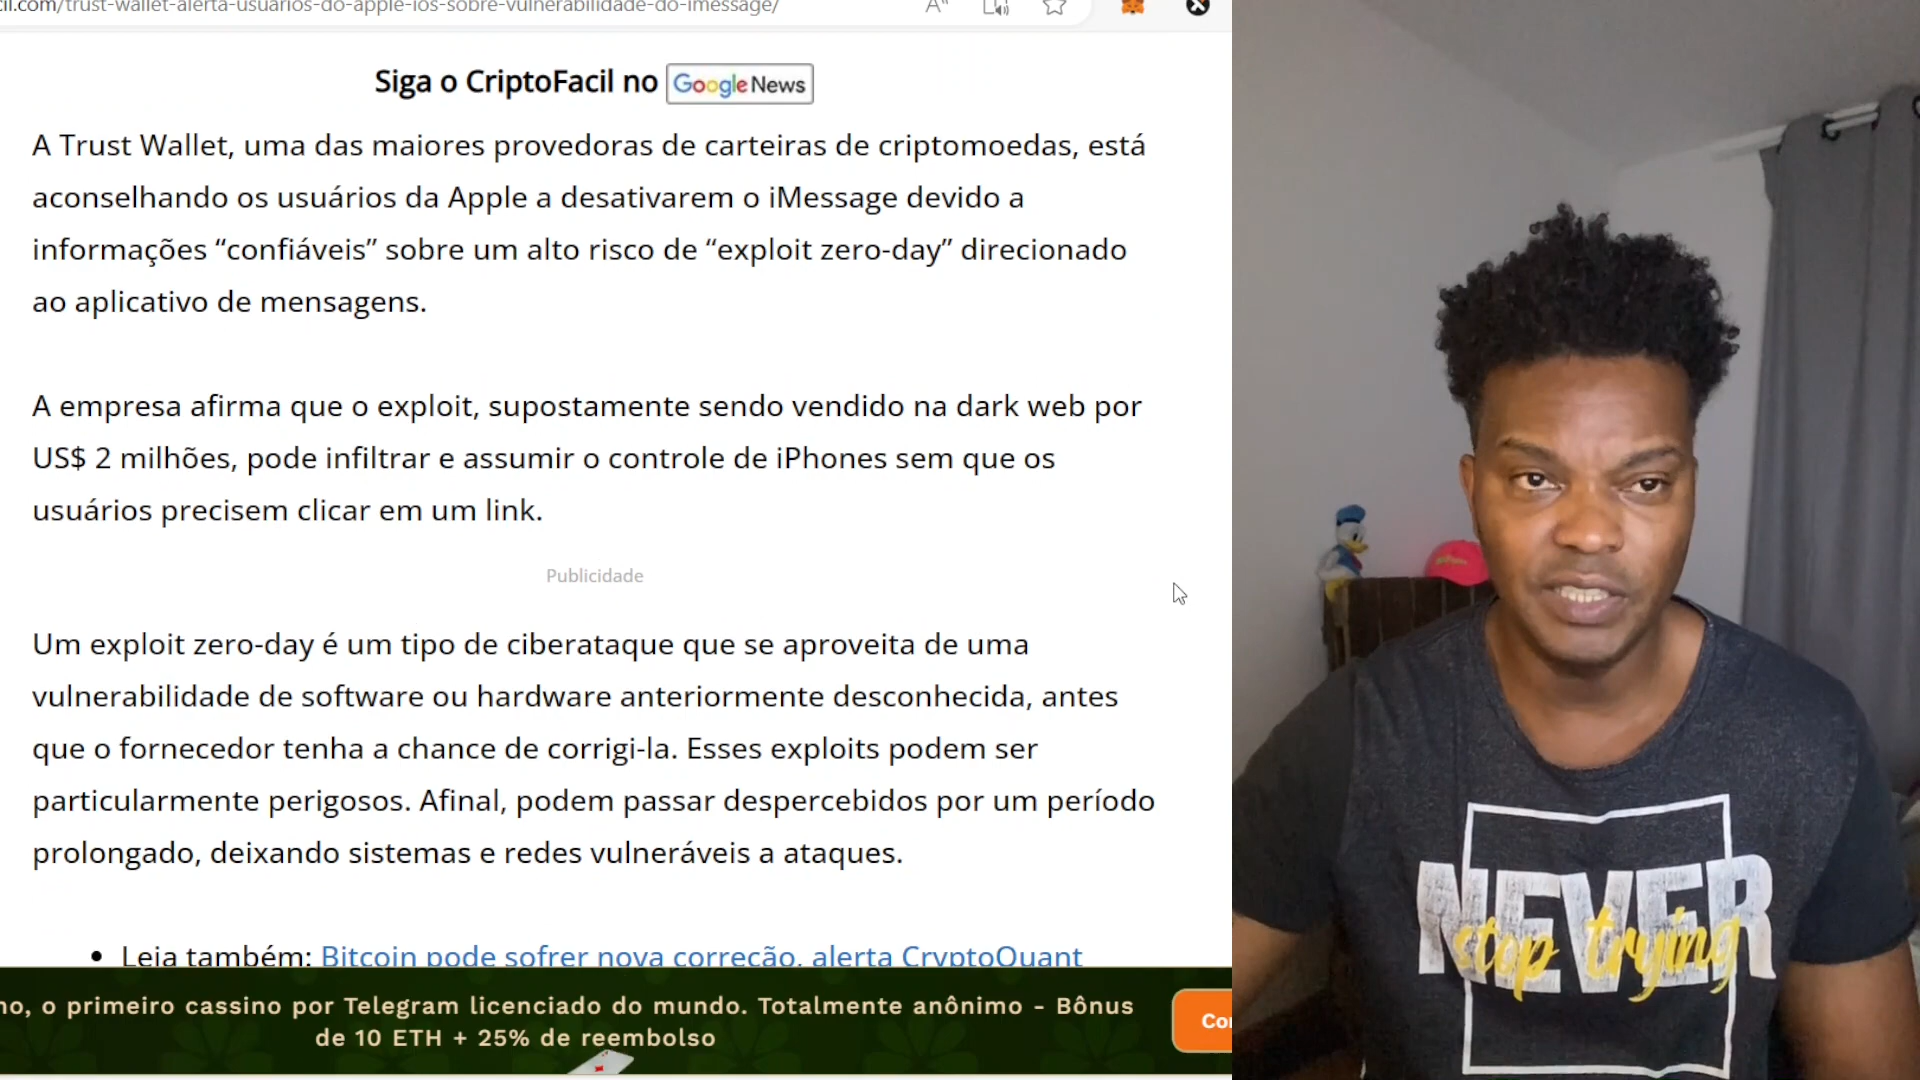 cil.com/trust-wallet-alerta-usuarios-do-apple-ios-sobre-vulnerabilidade-do-imessage/
Siga o CriptoFacil no Google News
A Trust Wallet, uma das maiores provedoras de carteiras de criptomoedas, está
aconselhando os usuários da Apple a desativarem o iMessage devido a
informações “confiáveis” sobre um alto risco de “exploit zero-day” direcionado
ao aplicativo de mensagens.
A empresa afirma que o exploit, supostamente sendo vendido na dark web por
US$ 2 milhões, pode infiltrar e assumir o controle de iPhones sem que os
usuários precisem clicar em um link.
Publicidade
Um exploit zero-day é um tipo de ciberataque que se aproveita de uma
vulnerabilidade de software ou hardware anteriormente desconhecida, antes
que o fornecedor tenha a chance de corrigi-la. Esses exploits podem ser
particularmente perigosos. Afinal, podem passar despercebidos por um período
prolongado, deixando sistemas e redes vulneráveis a ataques.
• Leia também: Bitcoin pode sofrer nova correção, alerta CryptoQuant
no, o primeiro cassino por Telegram licenciado do mundo. Totalmente anônimo - Bônus
de 10 ETH + 25% de reembolso
NEVER
stop trying